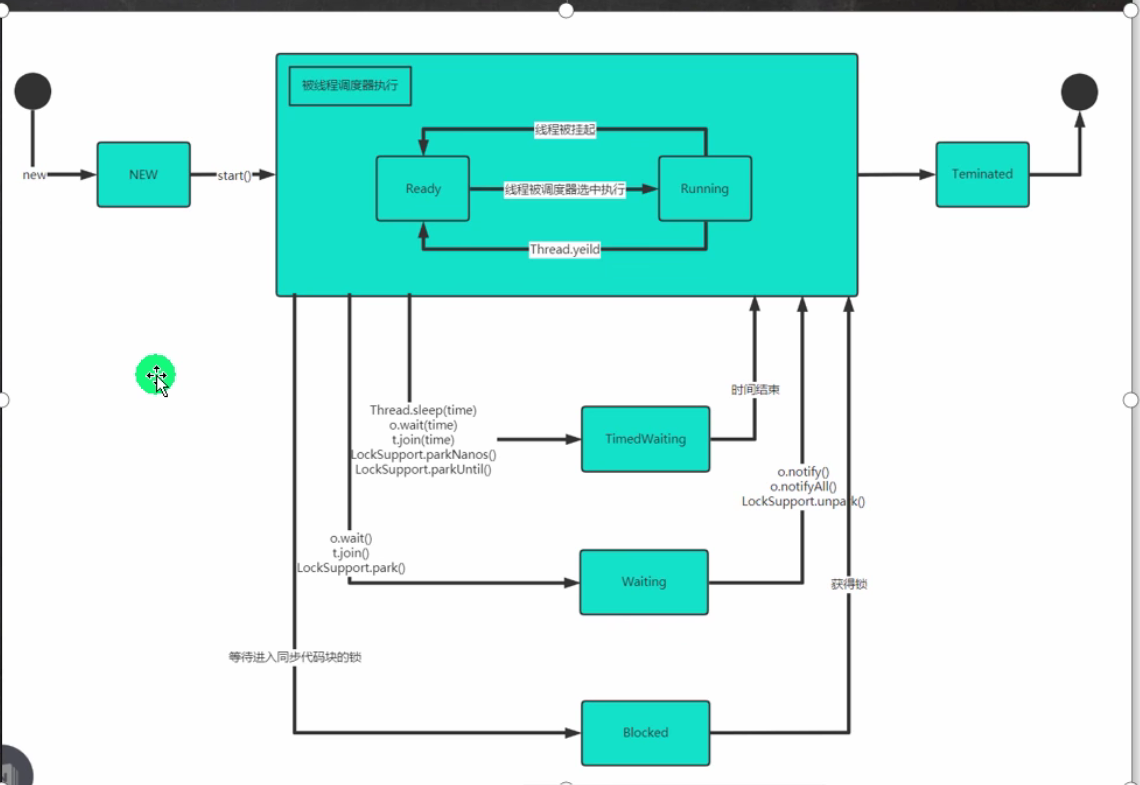 被线程调度器执行
线程被挂起
new
NEW
start()
Ready
线程被调度器选中执行
Running
Teminated
Thread.yeild
时间结束
Thread.sleep(time)
o.wait(time)
t.join(time)
LockSupport.parkNanos()
LockSupport.parkUntil()
TimedWaiting
o.notify()
o.notifyAll()
LockSupport.unpark()
o.wait()
t.join()
LockSupport.park()
Waiting
获得锁
等待进入同步代码块的锁
Blocked